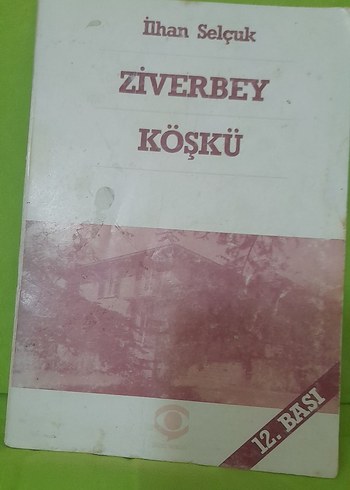 İlhan Selçuk
ZİVERBEY
KÖŞKÜ
12. BASI